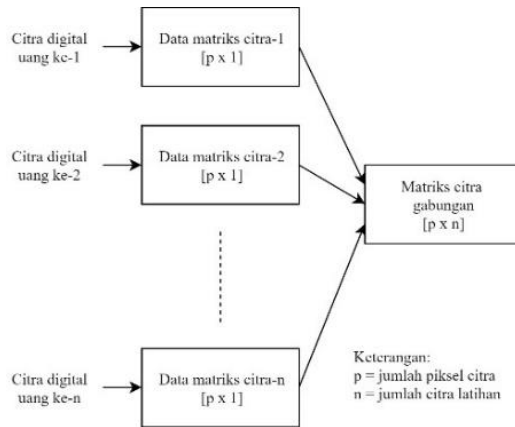 Citra digital
uang ke-1
Data matriks citra-1
[p x 1]
Citra digital
uang ke-2
Data matriks citra-2
[p x 1]
Matriks citra
gabungan
[p x n]
Citra digital
uang ke-n
Data matriks citra-n
[p x 1]
Keterangan:
p = jumlah piksel citra
n = jumlah citra latihan